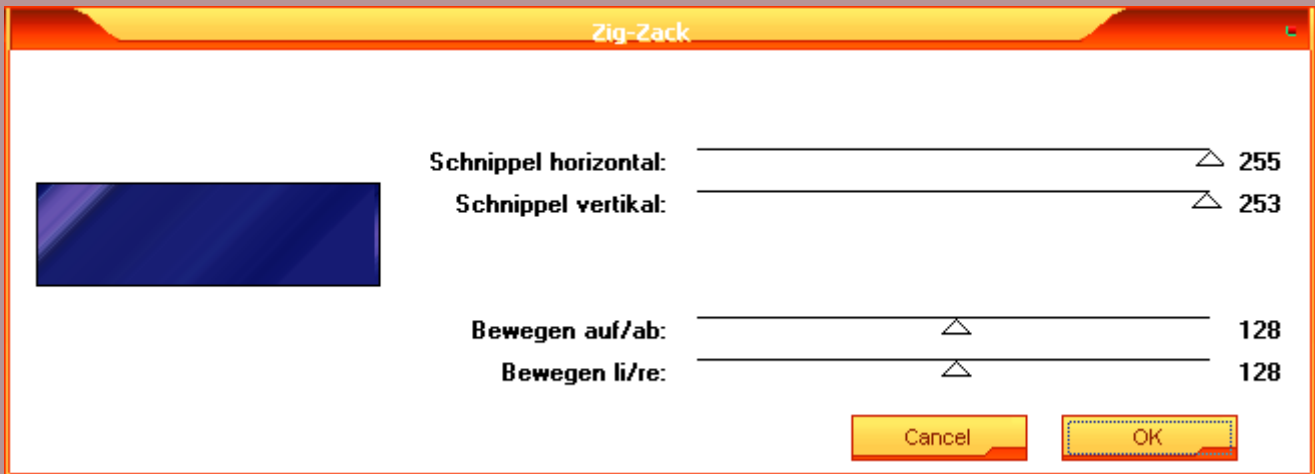 Zig-Zack
Schnippel horizontal: 255
Schnippel vertikal: 253
Bewegen auf/ab: 128
Bewegen li/re: 128
Cancel OK